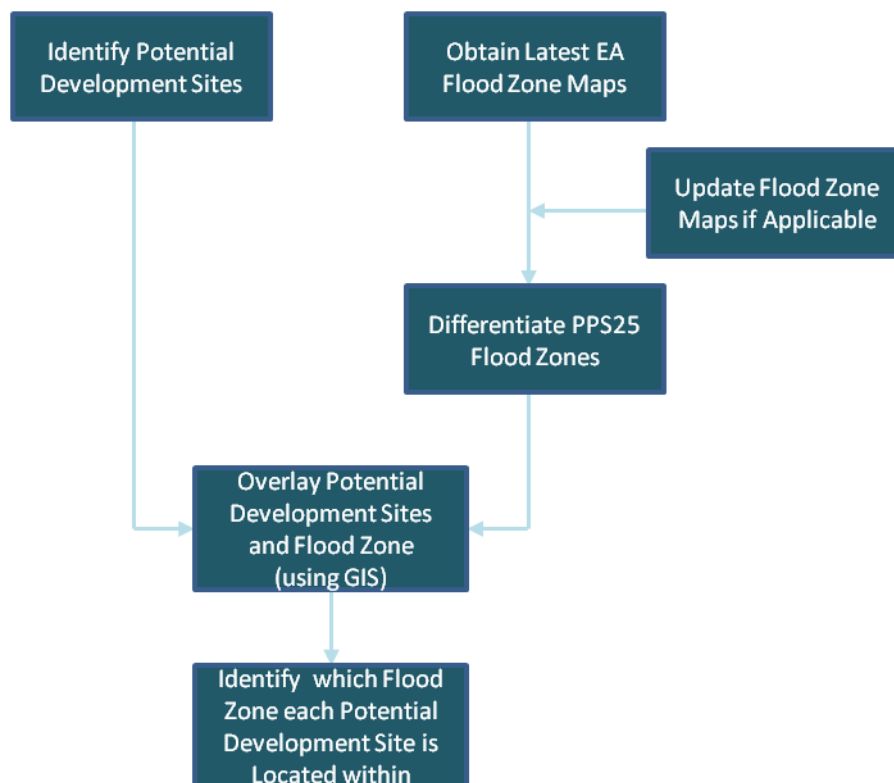 Identify Potential
Development Sites
Obtain Latest EA
Flood Zone Maps
Update Flood Zone
Maps if Applicable
Differentiate PPS25
Flood Zones
Overlay Potential
Development Sites
and Flood Zone
(using GIS)
Identify which Flood
Zone each Potential
Development Site is
Located within